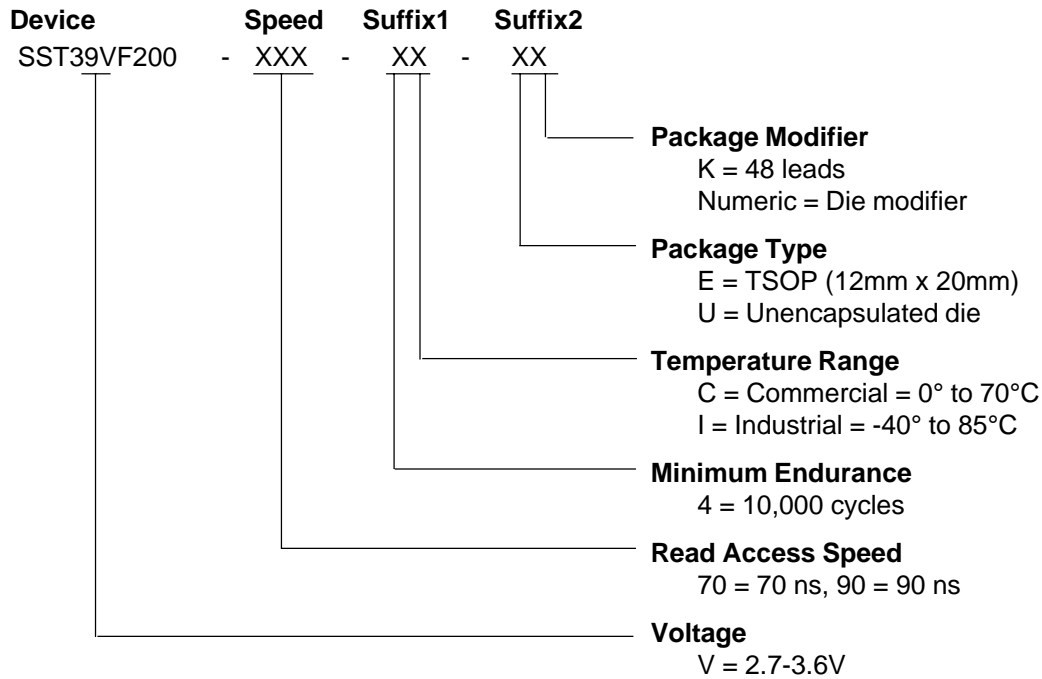 Device Speed Suffix1 Suffix2
SST39VF200 - XXX - XX - XX
Package Modifier
K = 48 leads
Numeric = Die modifier
Package Type
E = TSOP (12mm x 20mm)
U = Unencapsulated die
Temperature Range
C = Commercial = 0° to 70°C
I = Industrial = -40° to 85°C
Minimum Endurance
4 = 10,000 cycles
Read Access Speed
70 = 70 ns, 90 = 90 ns
Voltage
V = 2.7-3.6V